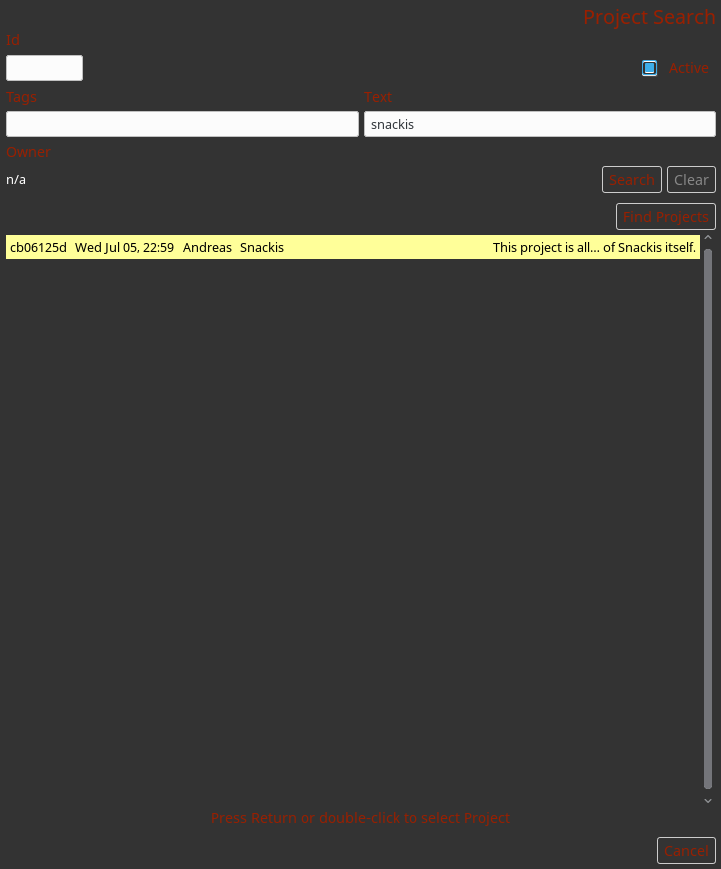 Project Search
Id
Active
Tags Text
snackis
Owner
n/a Search Clear
Find Projects
cb06125d Wed Jul 05, 22:59 Andreas Snackis This project is all... of Snackis itself.
Press Return or double-click to select Project
Cancel